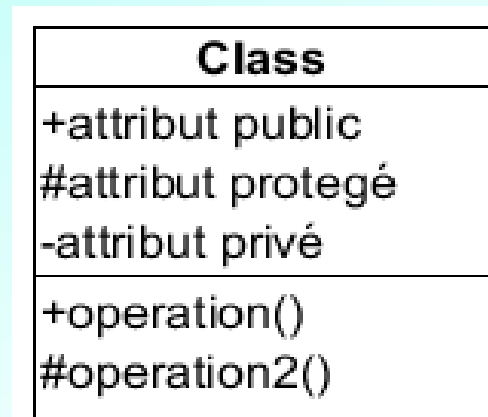 Class
+attribut public
#attribut protegé
-attribut privé
+operation()
#operation2()